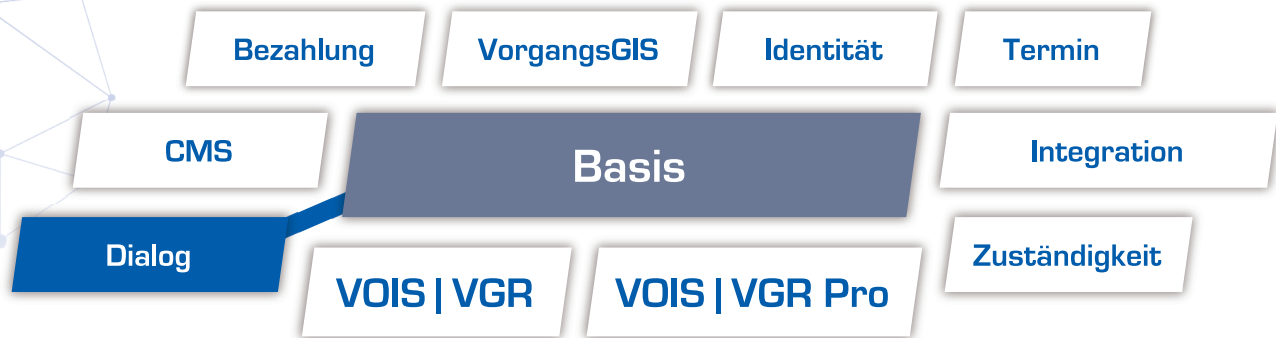 Bezahlung
VorgangsGIS
Identität
Termin
CMS
Basis
Integration
Dialog
VOIS | VGR
VOIS | VGR Pro
Zuständigkeit